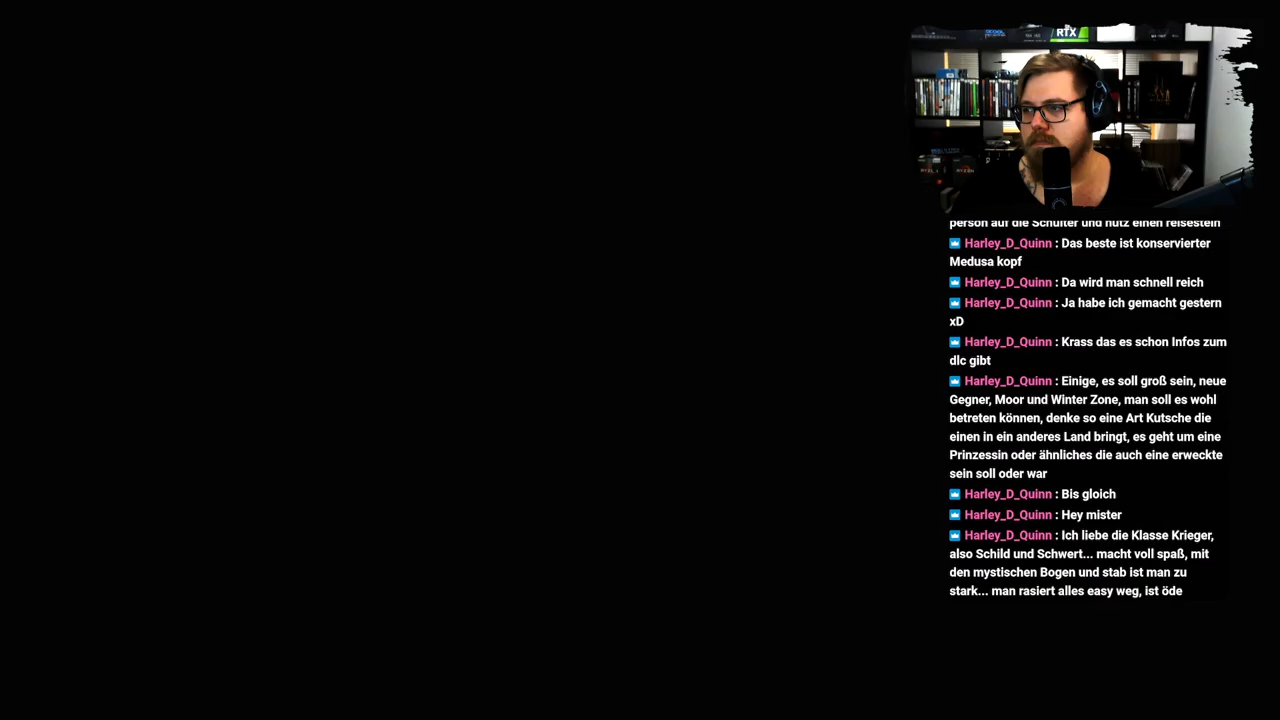 RTX
person auf die Schulter und nutz einen reisestein
Harley_D_Quinn : Das beste ist konservierter
Medusa kopf
Harley_D_Quinn : Da wird man schnell reich
Harley_D_Quinn : Ja habe ich gemacht gestern
xD
Harley_D_Quinn : Krass das es schon Infos zum
dlc gibt
Harley_D_Quinn : Einige, es soll groß sein, neue
Gegner, Moor und Winter Zone, man soll es wohl
betreten können, denke so eine Art Kutsche die
einen in ein anderes Land bringt, es geht um eine
Prinzessin oder ähnliches die auch eine erweckte
sein soll oder war
Harley_D_Quinn : Bis gloich
Harley_D_Quinn : Hey mister
Harley_D_Quinn : Ich liebe die Klasse Krieger,
also Schild und Schwert... macht voll spaß, mit
den mystischen Bogen und stab ist man zu
stark... man rasiert alles easy weg, ist öde